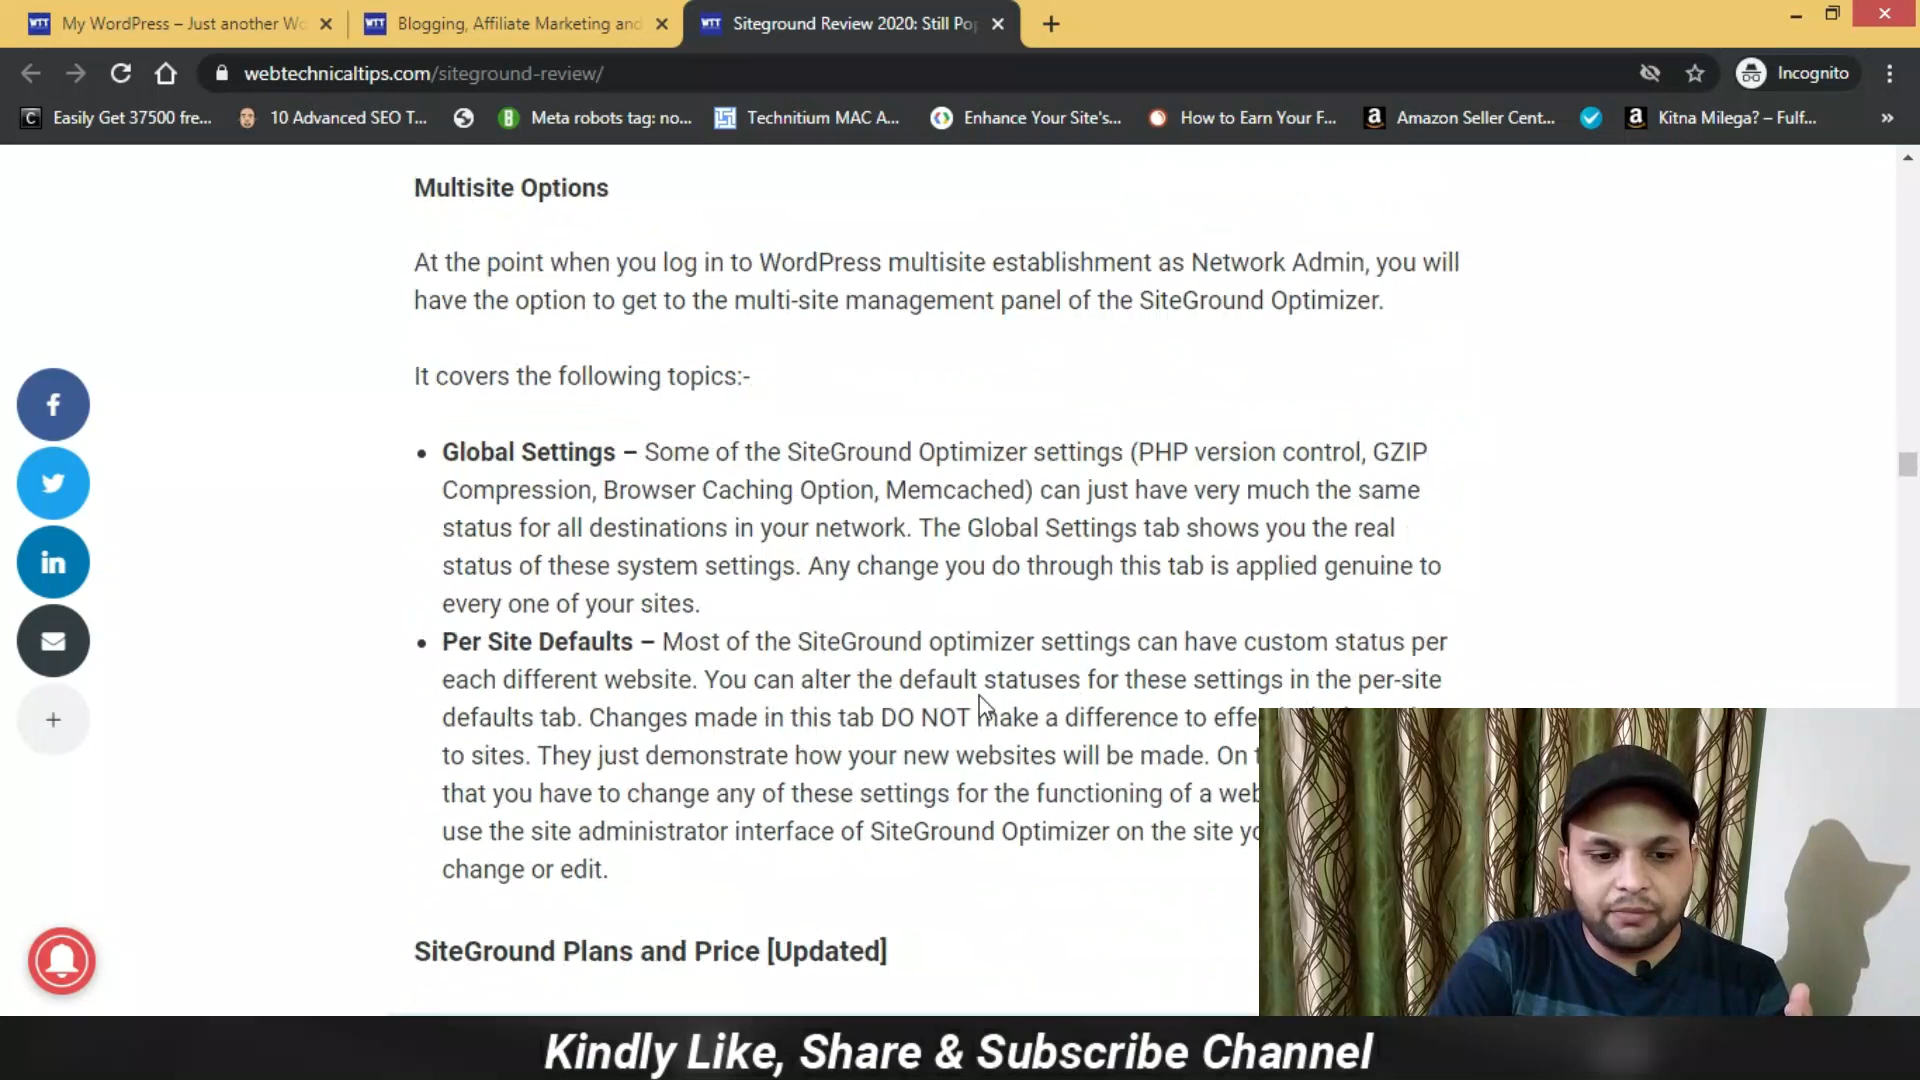 My WordPress – Just another Wo
Blogging, Affiliate Marketing and
Siteground Review 2020: Still Po
webtechnicaltips.com/siteground-review/
Incognito
Easily Get 37500 fre...
10 Advanced SEO T...
Meta robots tag: no...
Technitium MAC A...
Enhance Your Site's...
How to Earn Your F...
Amazon Seller Cent...
Kitna Milega? – Fulf...
»
Multisite Options
At the point when you log in to WordPress multisite establishment as Network Admin, you will
have the option to get to the multi-site management panel of the SiteGround Optimizer.
It covers the following topics:-
• Global Settings – Some of the SiteGround Optimizer settings (PHP version control, GZIP
Compression, Browser Caching Option, Memcached) can just have very much the same
status for all destinations in your network. The Global Settings tab shows you the real
status of these system settings. Any change you do through this tab is applied genuine to
every one of your sites.
• Per Site Defaults – Most of the SiteGround optimizer settings can have custom status per
each different website. You can alter the default statuses for these settings in the per-site
defaults tab. Changes made in this tab DO NOT make a difference to effe
to sites. They just demonstrate how your new websites will be made. On
that you have to change any of these settings for the functioning of a web
use the site administrator interface of SiteGround Optimizer on the site yo
change or edit.
SiteGround Plans and Price [Updated]
Kindly Like, Share & Subscribe Channel